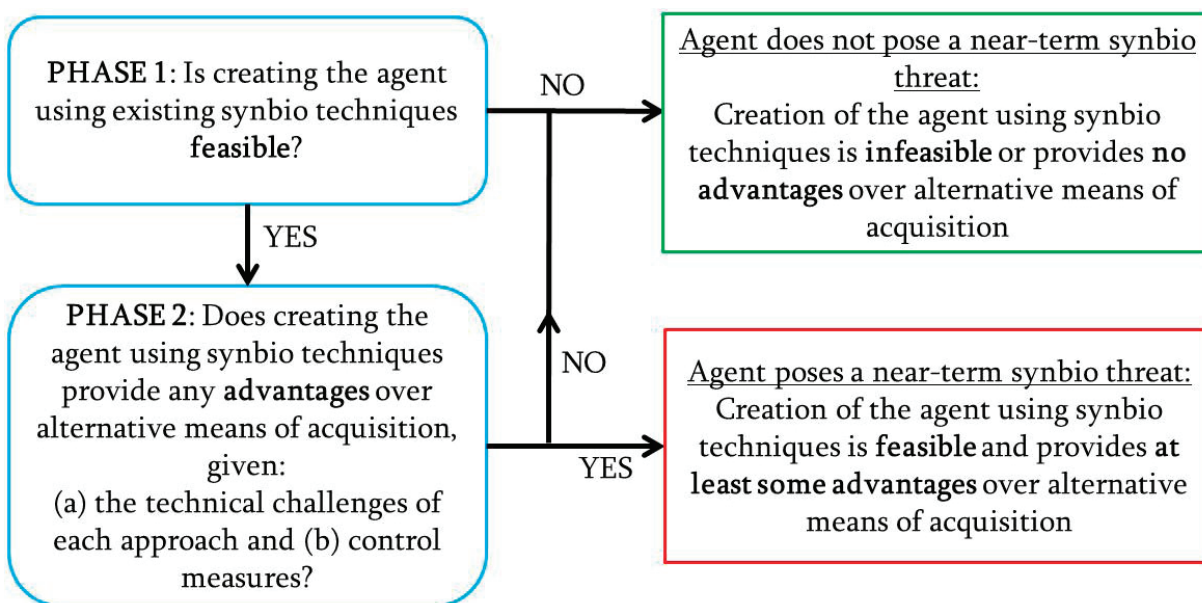 PHASE 1: Is creating the agent
using existing synbio techniques
feasible?
NO
Agent does not pose a near-term synbio
threat:
Creation of the agent using synbio
techniques is infeasible or provides no
advantages over alternative means of
acquisition
YES
PHASE 2: Does creating the
agent using synbio techniques
provide any advantages over
alternative means of acquisition,
given:
(a) the technical challenges of
each approach and (b) control
measures?
NO
YES
Agent poses a near-term synbio threat:
Creation of the agent using synbio
techniques is feasible and provides at
least some advantages over alternative
means of acquisition